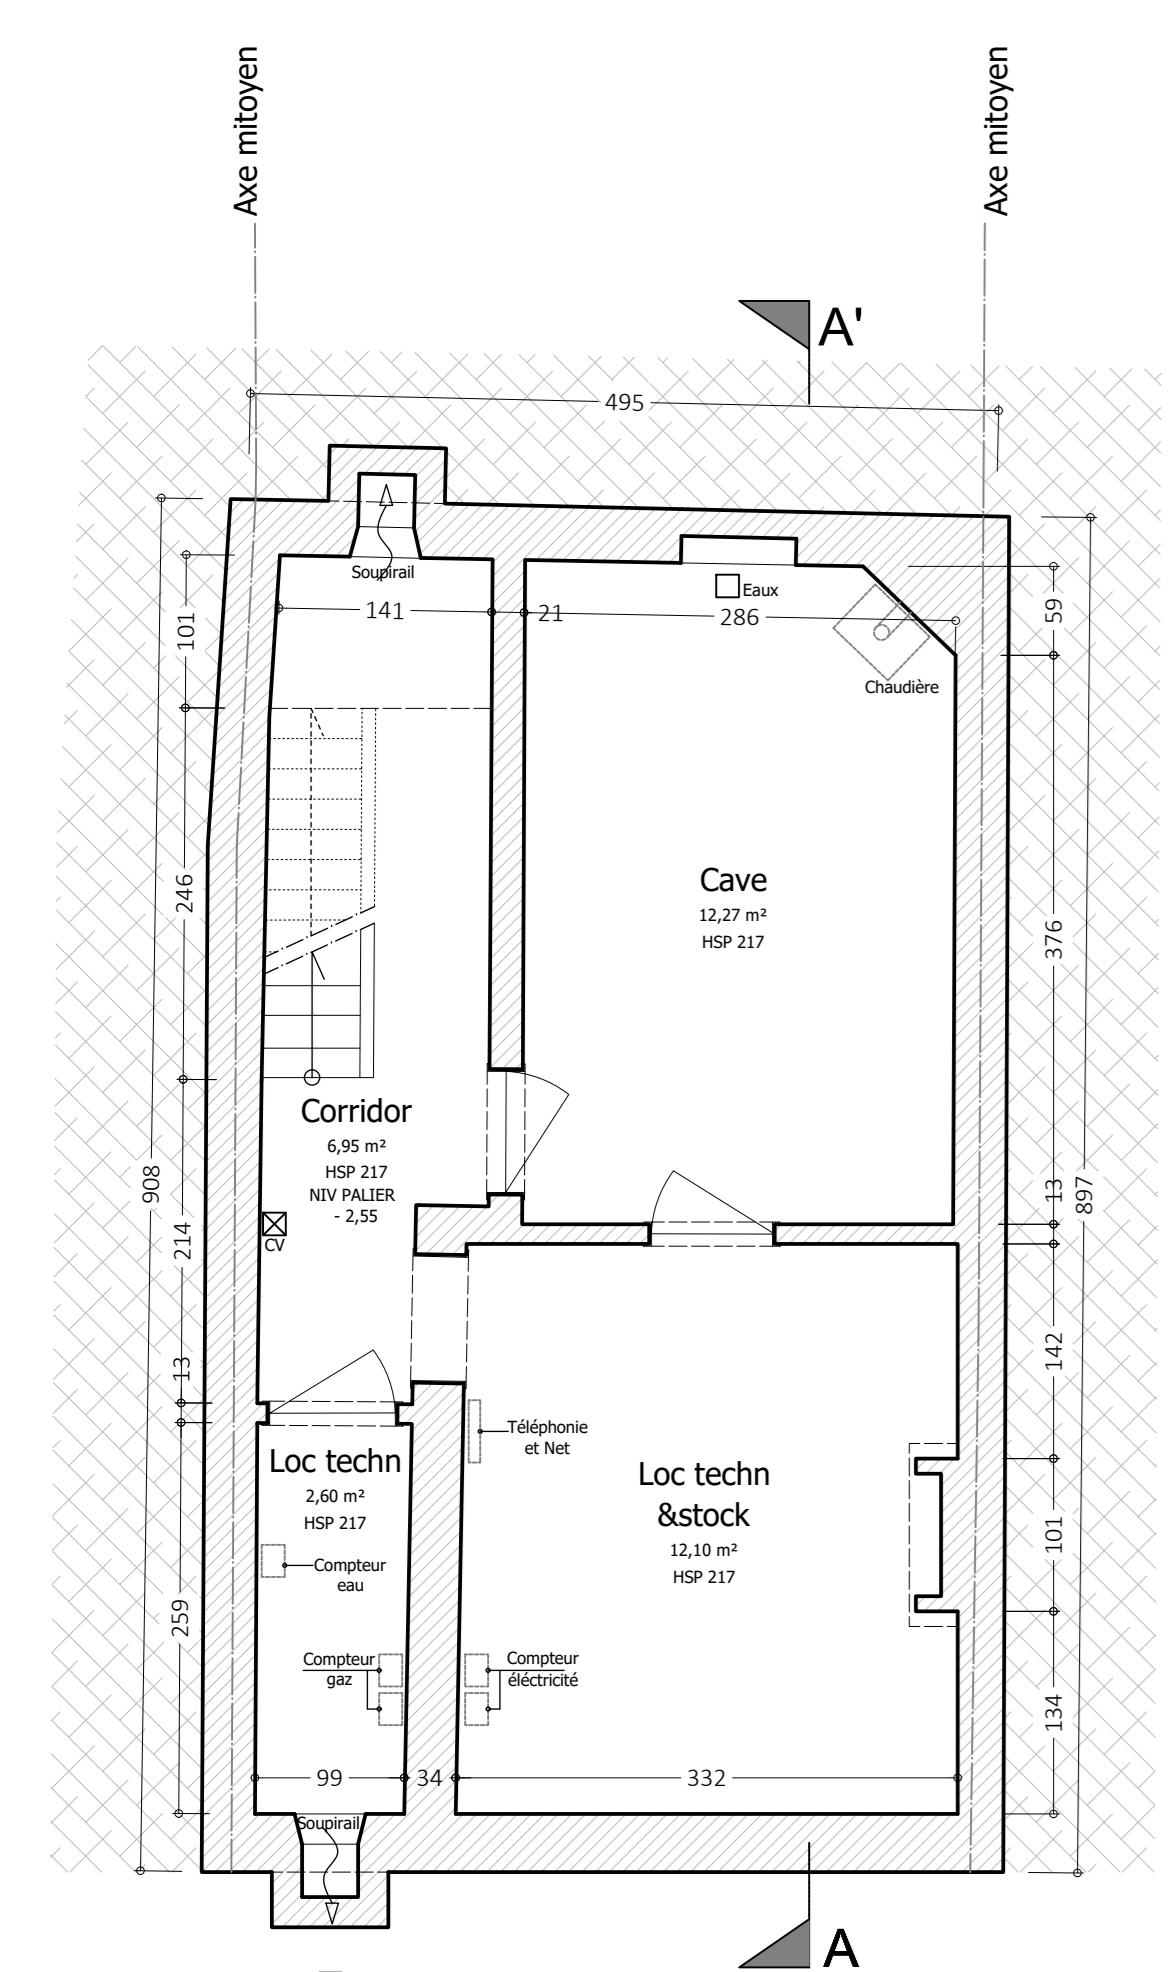 Axe mitoyen
Axe mitoyen
A'
495
Soupirail
Eaux
141
21
286
59
101
Chaudière
246
Cave
12,27 m²
HSP 217
376
Corridor
6,95 m²
HSP 217
NIV PALIER
- 2,55
CV
908
214
13
13
897
142
Téléphonie
et Net
Loc techn
2,60 m²
HSP 217
Loc techn
&stock
12,10 m²
HSP 217
101
Compteur
eau
259
Compteur
gaz
Compteur
éléctricité
134
99
34
332
Soupirail
A